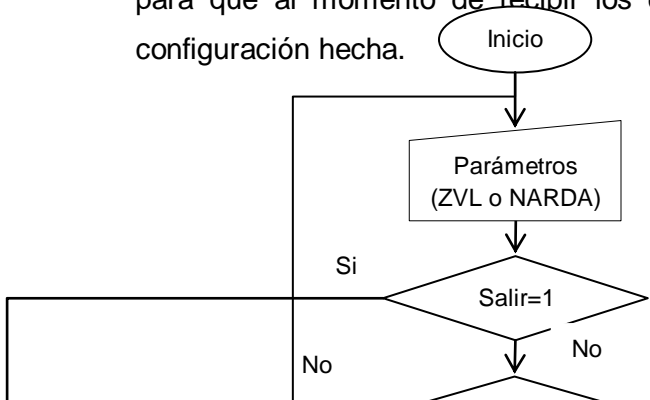 para que al momento de recibir los
configuración hecha.
Inicio
Parámetros
(ZVL o NARDA)
Si
Salir=1
No
No